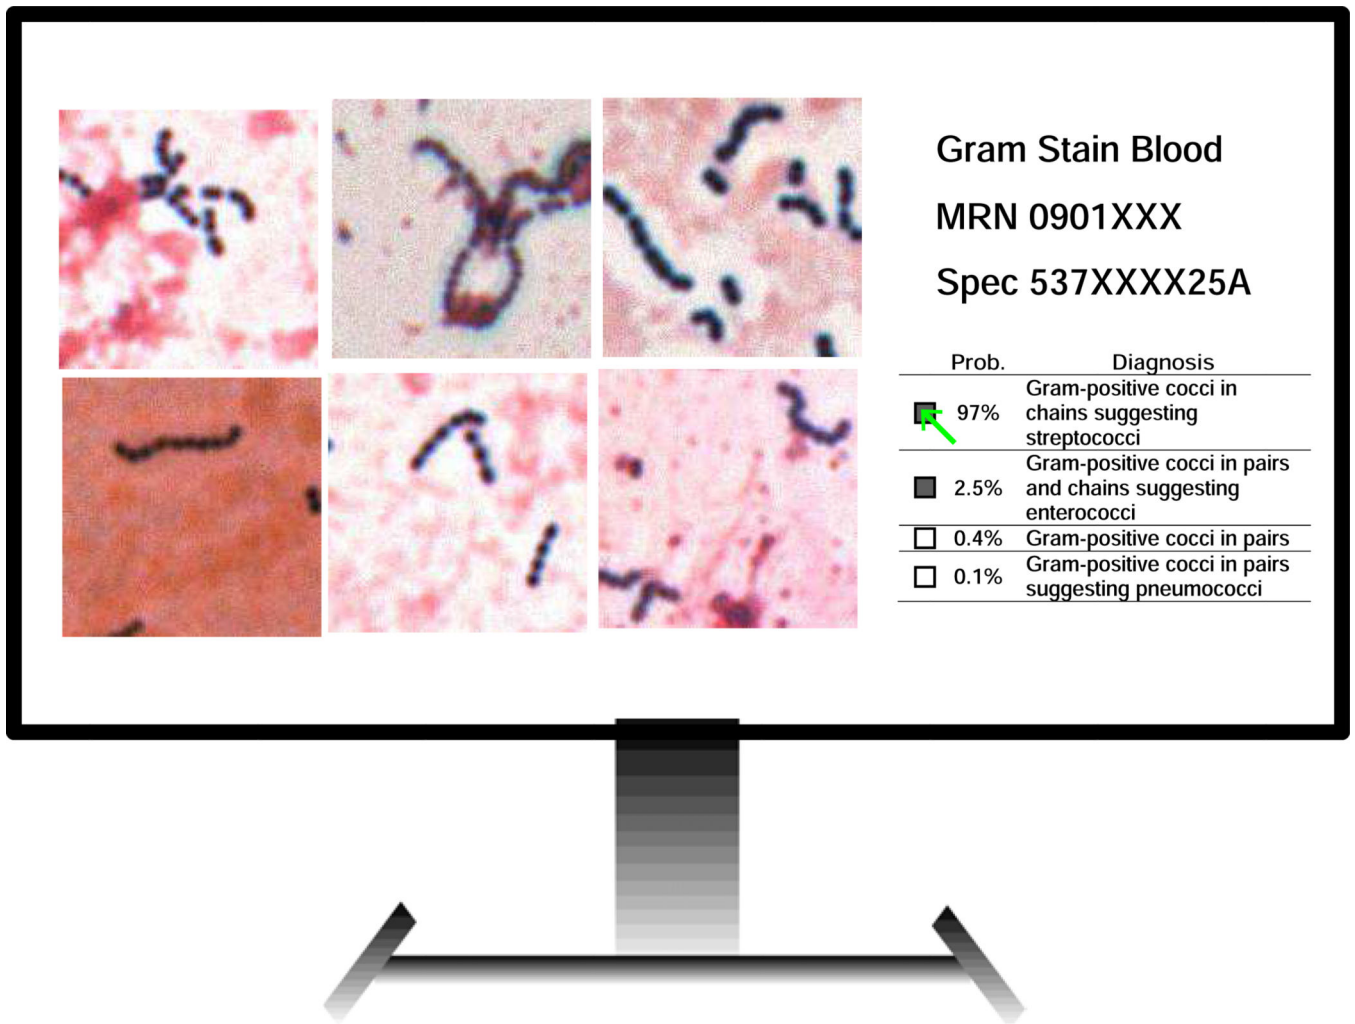 Gram Stain Blood
MRN 0901XXX
Spec 537XXXX25A
Prob. Diagnosis
97% Gram-positive cocci in
chains suggesting
streptococci
2.5% Gram-positive cocci in pairs
and chains suggesting
enterococci
0.4% Gram-positive cocci in pairs
0.1% Gram-positive cocci in pairs
suggesting pneumococci